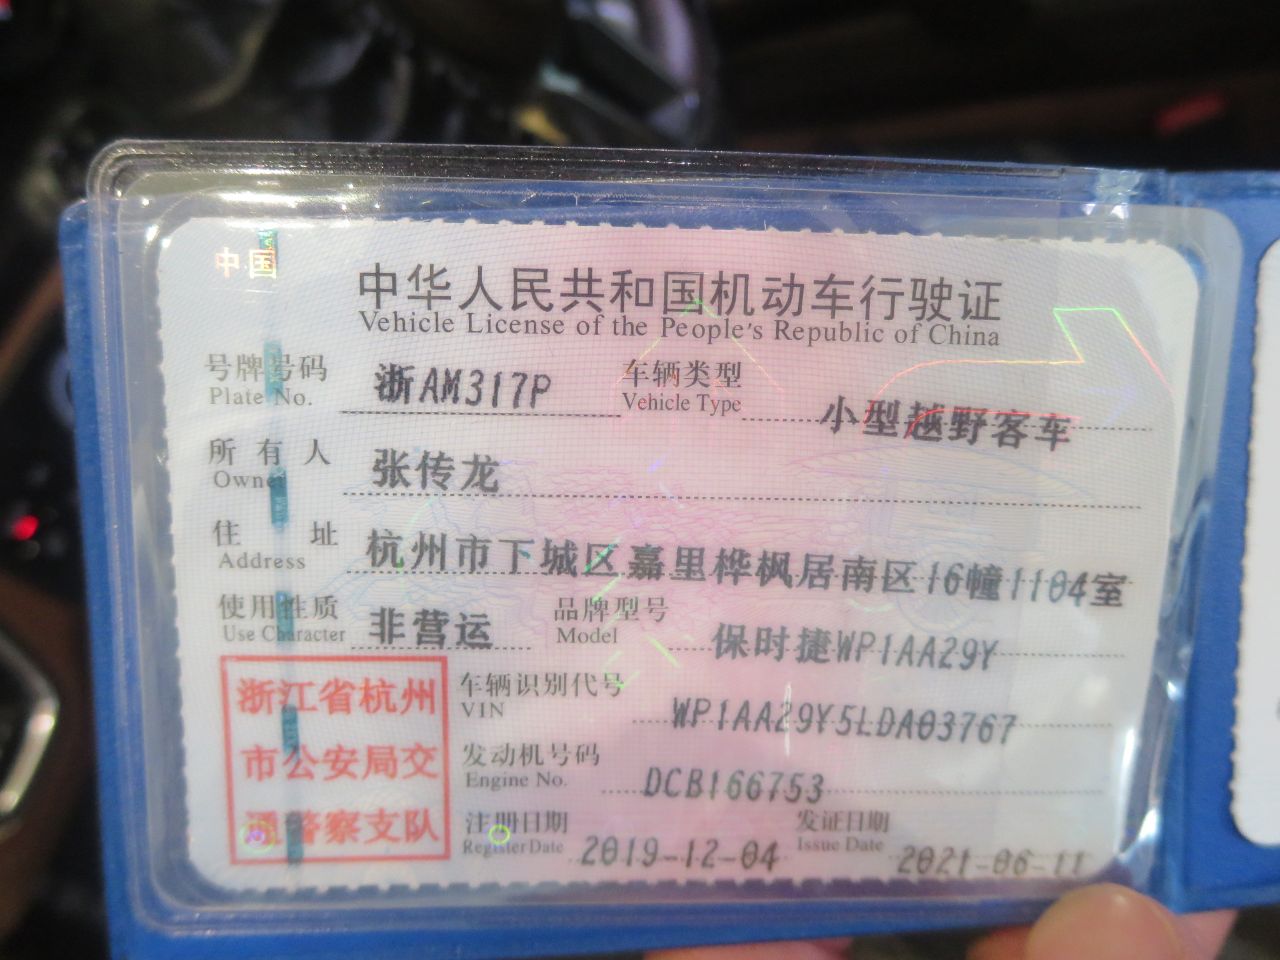 中国
中华人民共和国机动车行驶证
Vehicle License of the People's Republic of China
号牌号码 浙AM317P 车辆类型 小型越野客车
Plate No. Vehicle Type
所有人 张传龙
Owner
住址 杭州市下城区嘉里桦枫居南区16幢1104室
Address
使用性质 非营运 品牌型号 保时捷WP1AA29Y
Use Character Model
浙江省杭州
市公安局交
通警察支队
车辆识别代号 WP1AA29Y5LDA03767
VIN
发动机号码 DCB166753
Engine No.
注册日期 2019-12-04 发证日期 2021-06-11
Register Date Issue Date